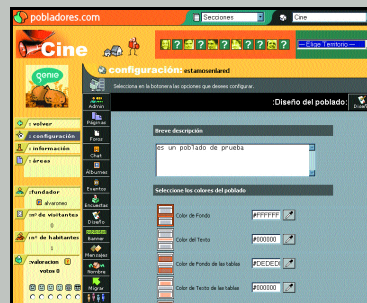 pobladores.com
Secciones
Cine
Cine
Elige Territorio
genio
configuración: estamosenlared
Selecciona en la botonera las opciones que desees configurar.
Admin
:Diseño del poblado:
Diseño
: volver
: configuración
: información
: áreas
Páginas
Foros
Chat
Álbumes
Eventos
Encuestas
Diseño
Banner
Mensajes
Nombre
Migrar
Breve descripción
es un poblado de prueba
Seleccione los colores del poblado
Color de Fondo
#FFFFFF
Color del Texto
#000000
Color de Fondo de las tablas
#DEDEDE
Color de Texto de las tablas
#000000
:fundador
alvaroneo
:nº de visitantes
:nº de habitantes
:valoracion
votos 0